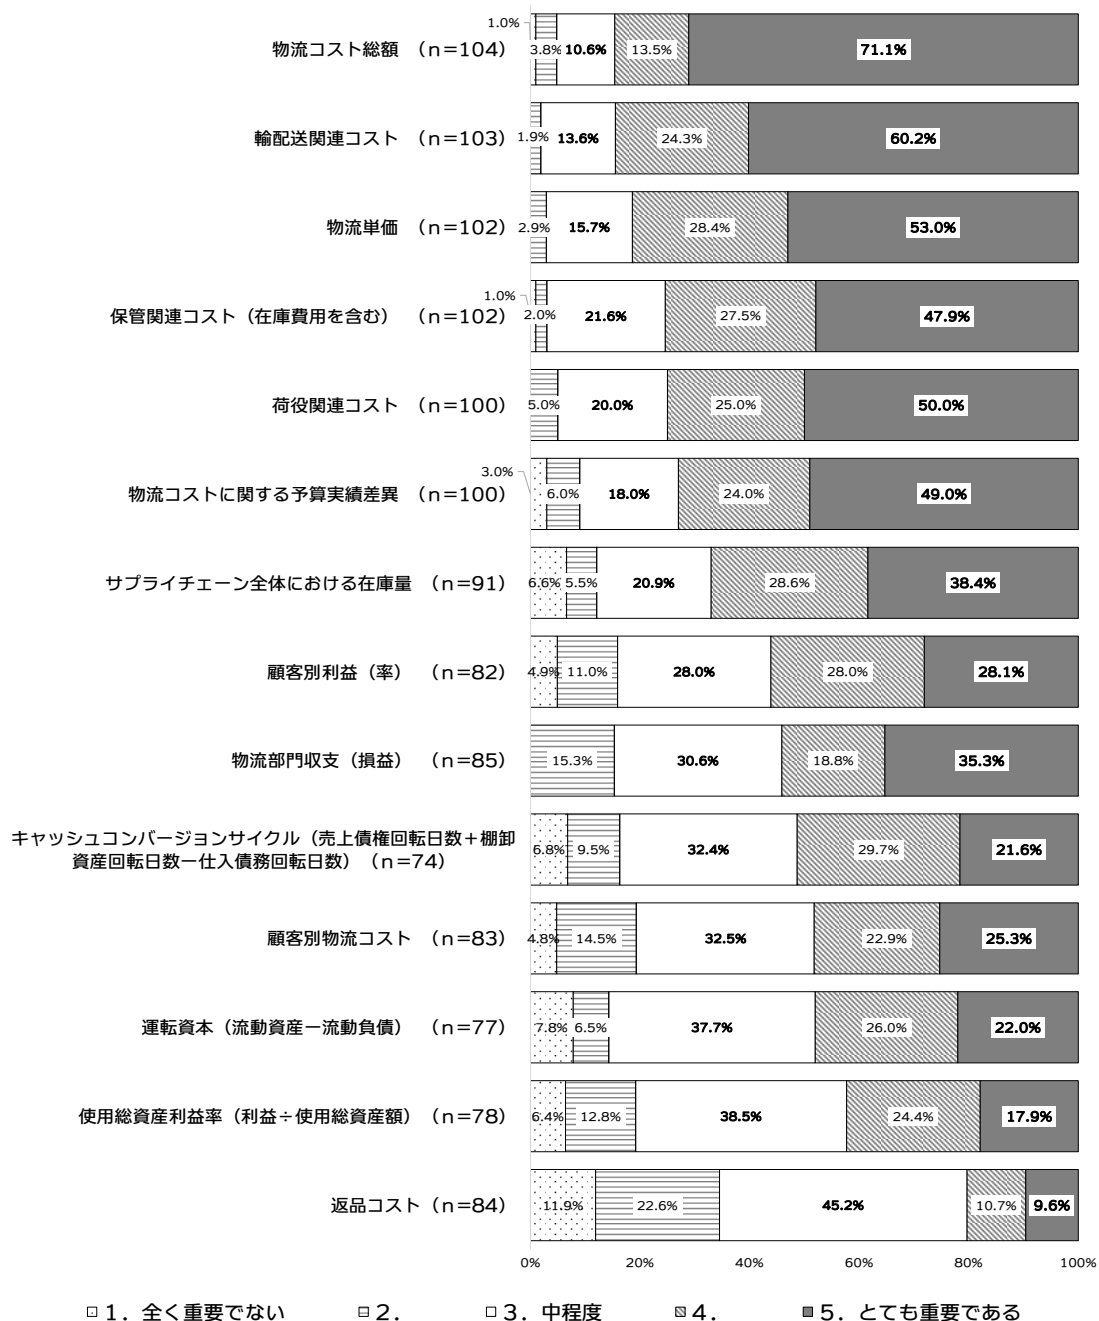 1.0%
物流コスト総額 （ｎ=104） 3.8% 10.6% 13.5% 71.1%
輸配送関連コスト （ｎ=103） 1.9% 13.6% 24.3% 60.2%
物流単価 （ｎ=102） 2.9% 15.7% 28.4% 53.0%
1.0%
保管関連コスト（在庫費用を含む） （ｎ=102） 2.0% 21.6% 27.5% 47.9%
荷役関連コスト （ｎ=100） 5.0% 20.0% 25.0% 50.0%
3.0%
物流コストに関する予算実績差異 （ｎ=100） 6.0% 18.0% 24.0% 49.0%
サプライチェーン全体における在庫量 （ｎ=91） 6.6% 5.5% 20.9% 28.6% 38.4%
顧客別利益（率） （ｎ=82） 4.9% 11.0% 28.0% 28.0% 28.1%
物流部門収支（損益） （ｎ=85） 15.3% 30.6% 18.8% 35.3%
キャッシュコンバージョンサイクル（売上債権回転日数＋棚卸
資産回転日数ー仕入債務回転日数）（ｎ=74） 6.8% 9.5% 32.4% 29.7% 21.6%
顧客別物流コスト （ｎ=83） 4.8% 14.5% 32.5% 22.9% 25.3%
運転資本（流動資産ー流動負債） （ｎ=77） 7.8% 6.5% 37.7% 26.0% 22.0%
使用総資産利益率（利益÷使用総資産額） （ｎ=78） 6.4% 12.8% 38.5% 24.4% 17.9%
返品コスト（ｎ=84） 11.9% 22.6% 45.2% 10.7% 9.6%
0% 20% 40% 60% 80% 100%
１．全く重要でない ２． ３．中程度 ４． ５．とても重要である